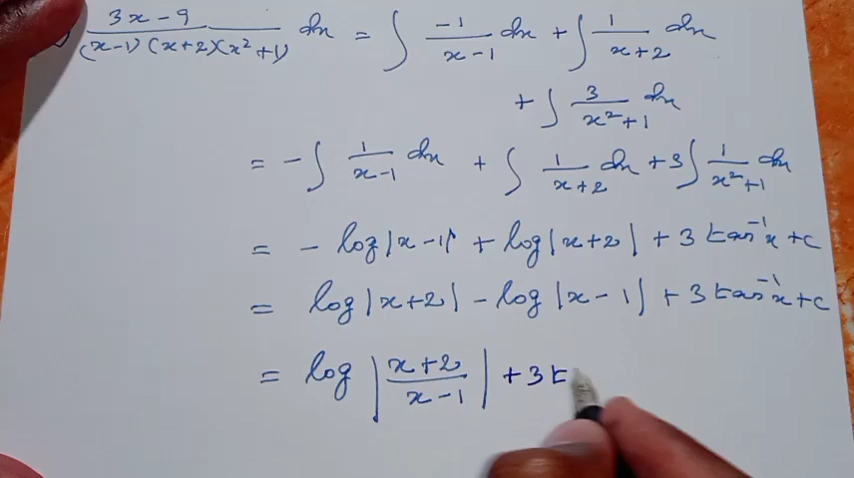 ∫ (3x-9)/((x-1)(x+2)(x²+1)) dx = ∫ -1/(x-1) dx + ∫ 1/(x+2) dx
+ ∫ 3/(x²+1) dx
= - ∫ 1/(x-1) dx + ∫ 1/(x+2) dx + 3∫ 1/(x²+1) dx
= - log|x-1| + log|x+2| + 3 tan⁻¹x + c
= log|x+2| - log|x-1| + 3 tan⁻¹x + c
= log |(x+2)/(x-1)| + 3 t